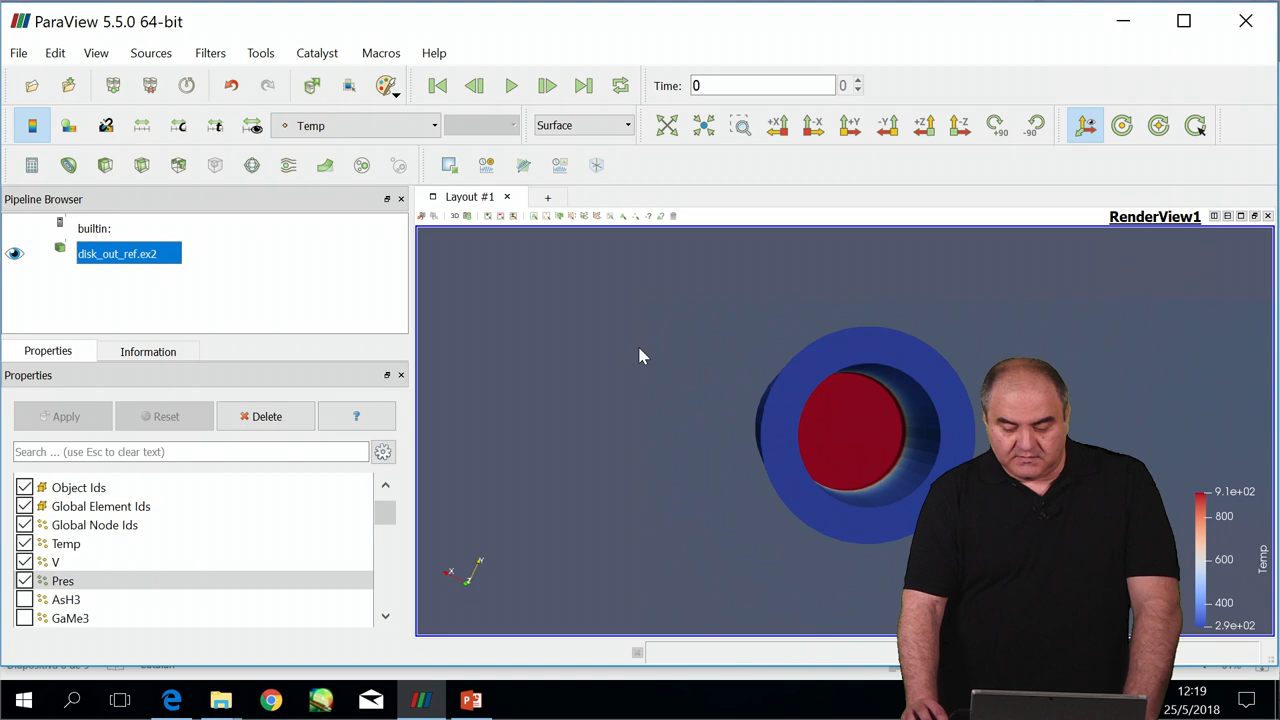 ParaView 5.5.0 64-bit
File Edit View Sources Filters Tools Catalyst Macros Help
Time: 0 0
Temp Surface +X -X +Y -Y +Z -Z +90 -90
Pipeline Browser
Layout #1
builtin:
3D
RenderView1
disk_out_ref.ex2
Properties Information
Properties
Apply Reset Delete ?
Search ... (use Esc to clear text)
Object Ids
Global Element Ids
Global Node Ids
Temp
V
Pres
AsH3
GaMe3
X Y Z
9.1e+02
800
600
400
2.9e+02
Temp
12:19
25/5/2018